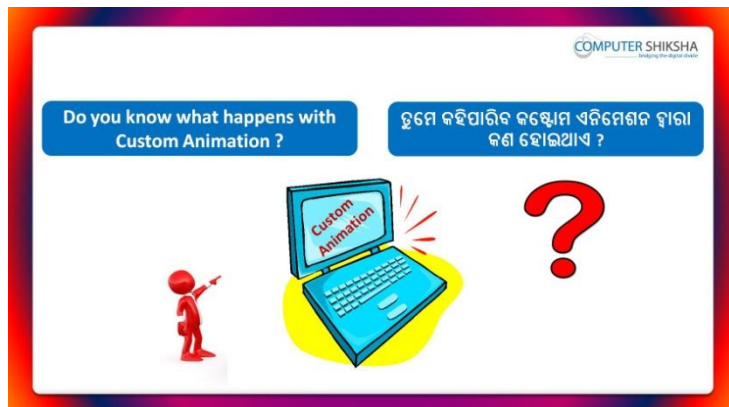 COMPUTER SHIKSHA
bridging the digital divide
Do you know what happens with
Custom Animation ?
ତୁମେ କହିପାରିବ କଷ୍ଟୋମ ଏନିମେଶନ ଦ୍ୱାରା
କଣ ହୋଇଥାଏ ?
Custom
Animation
?